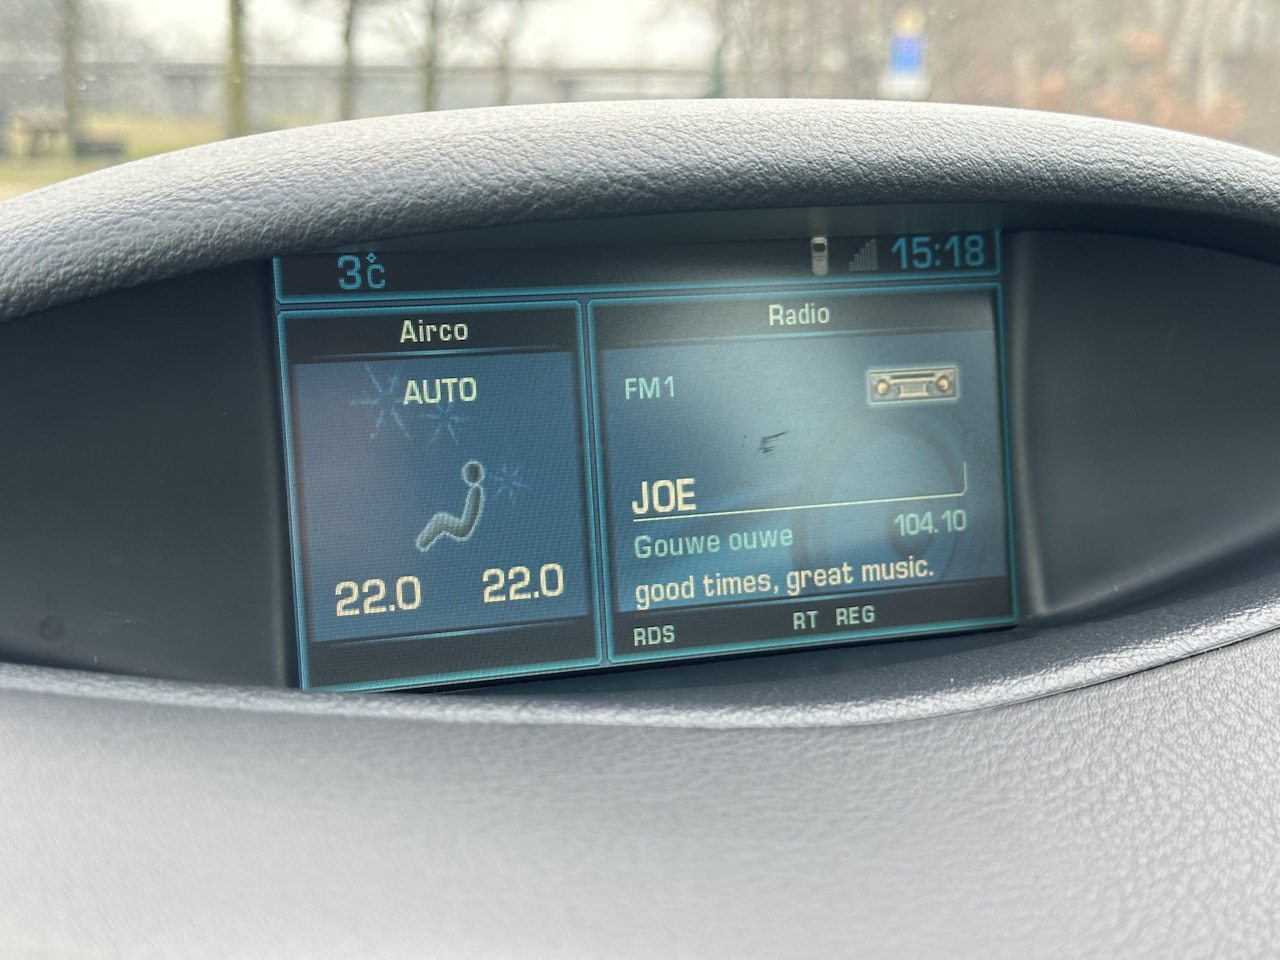 3°C
15:18
Airco
AUTO
22.0 22.0
Radio
FM1
JOE
Gouwe ouwe 104.10
good times, great music.
RDS RT REG